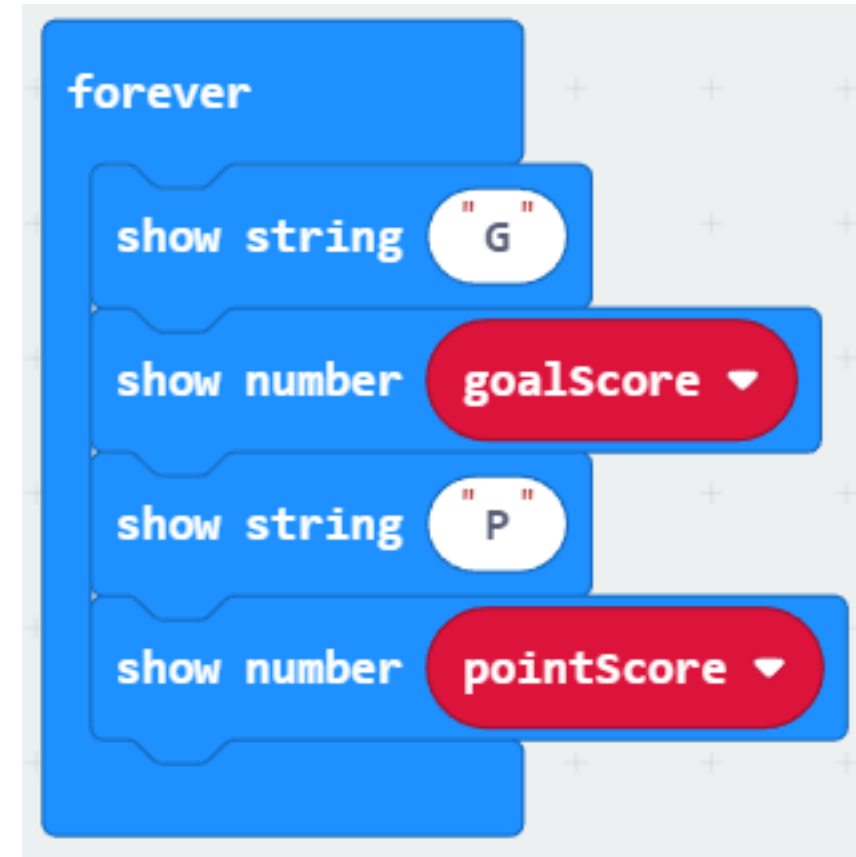 forever
show string "G"
show number goalScore
show string "P"
show number pointScore